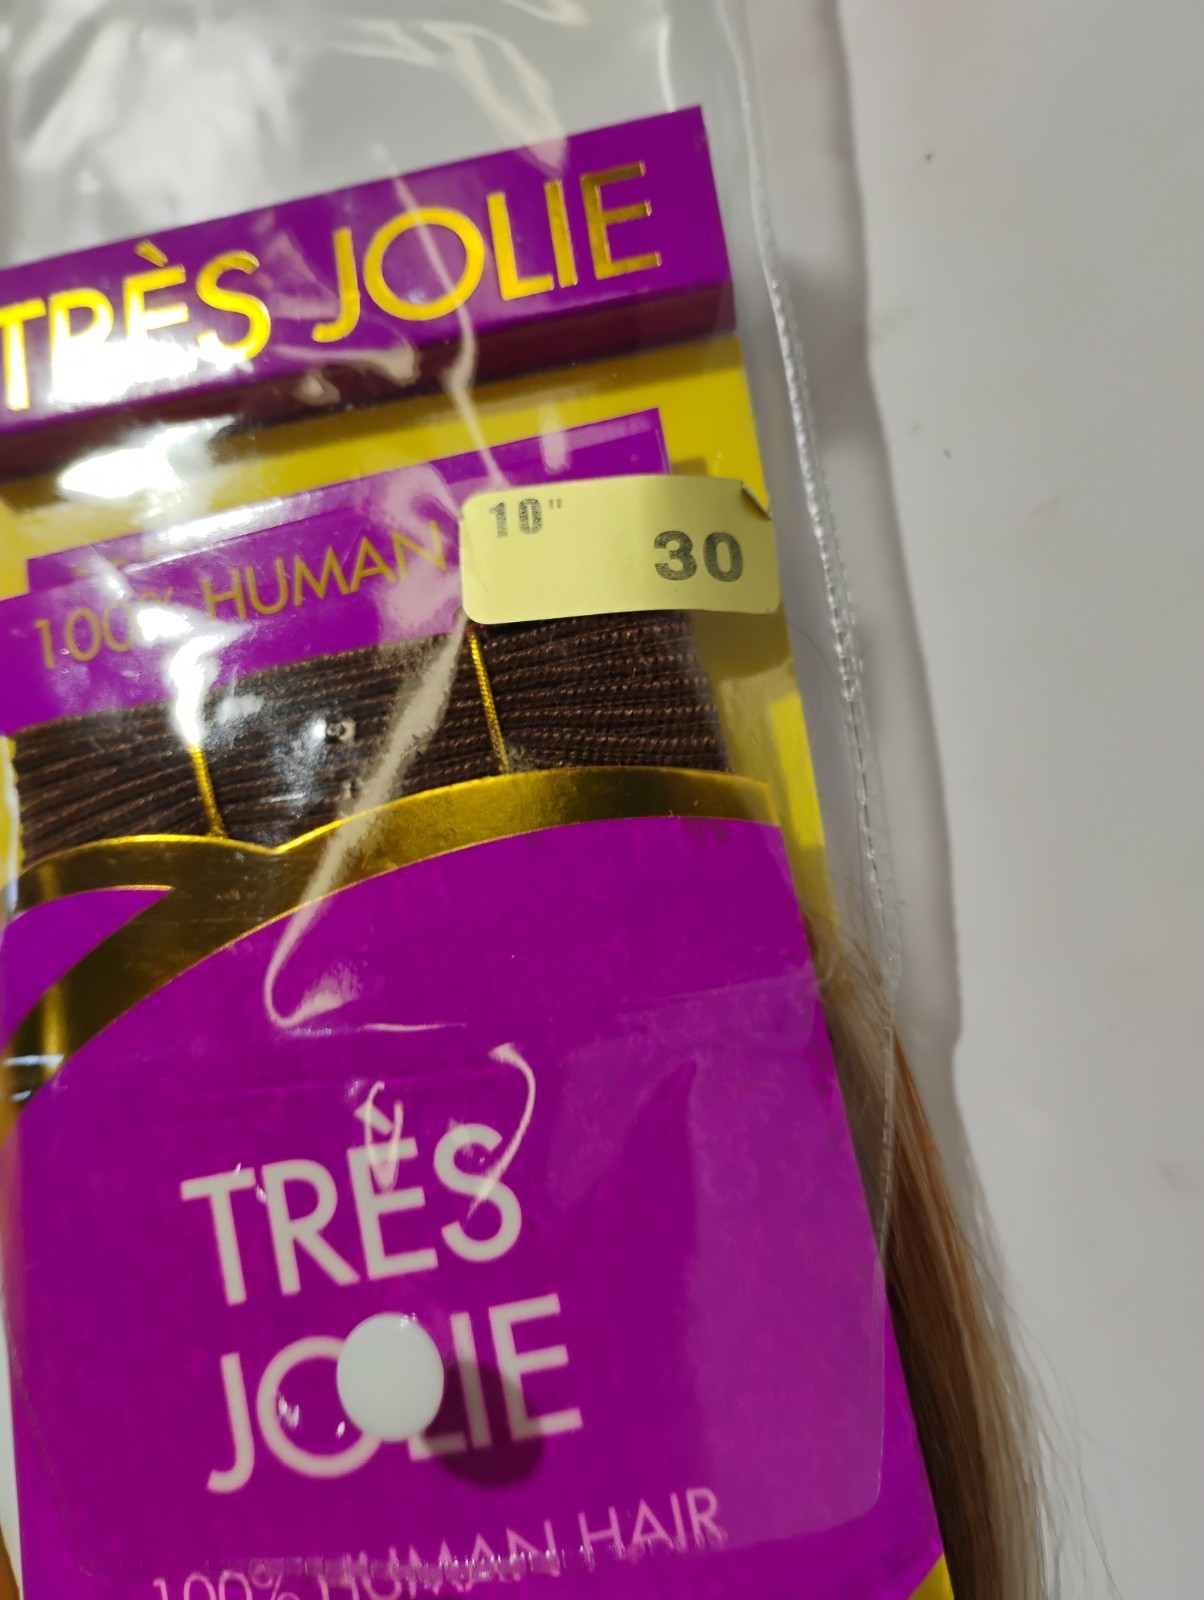 TRÈS JOLIE
10"
30
100% HUMAN
TRÈS
JOLIE
100% HUMAN HAIR